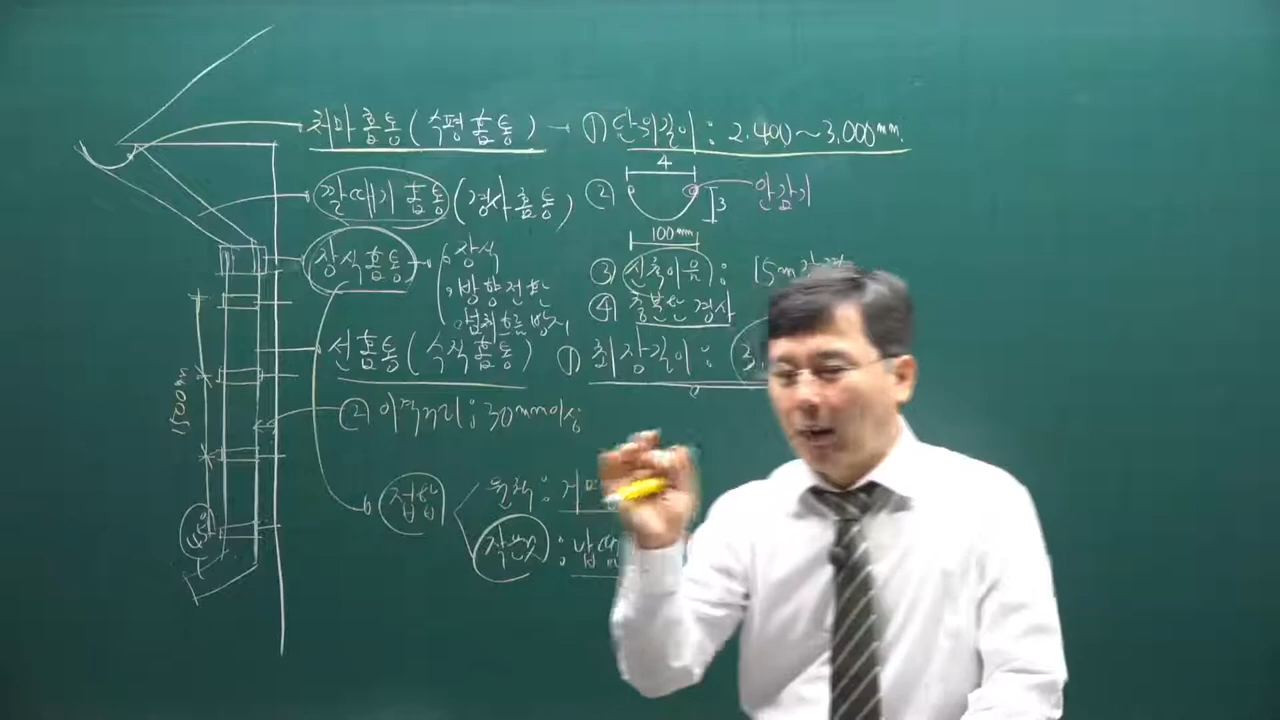 처마홈통(수평홈통) → ① 단위길이 : 2.400~3.000mm
깔때기 홈통(경사홈통)
② 4 안감기
3
100mm
장식홈통 장식
방향전환
넘쳐흐름 방지
③ 신축이음 : 15m
④ 충분한 경사
선홈통(수직홈통) ① 최장길이 : 3.
② 이격거리 : 30mm이상
1500mm
접합 원칙 :
작은 것 :
45°